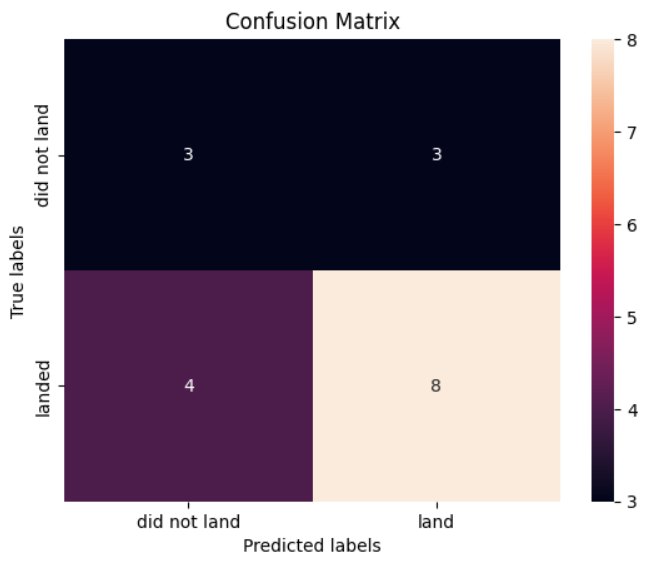 Confusion Matrix
True labels
did not land
landed
3
3
4
8
did not land
land
Predicted labels
8
7
6
5
4
3